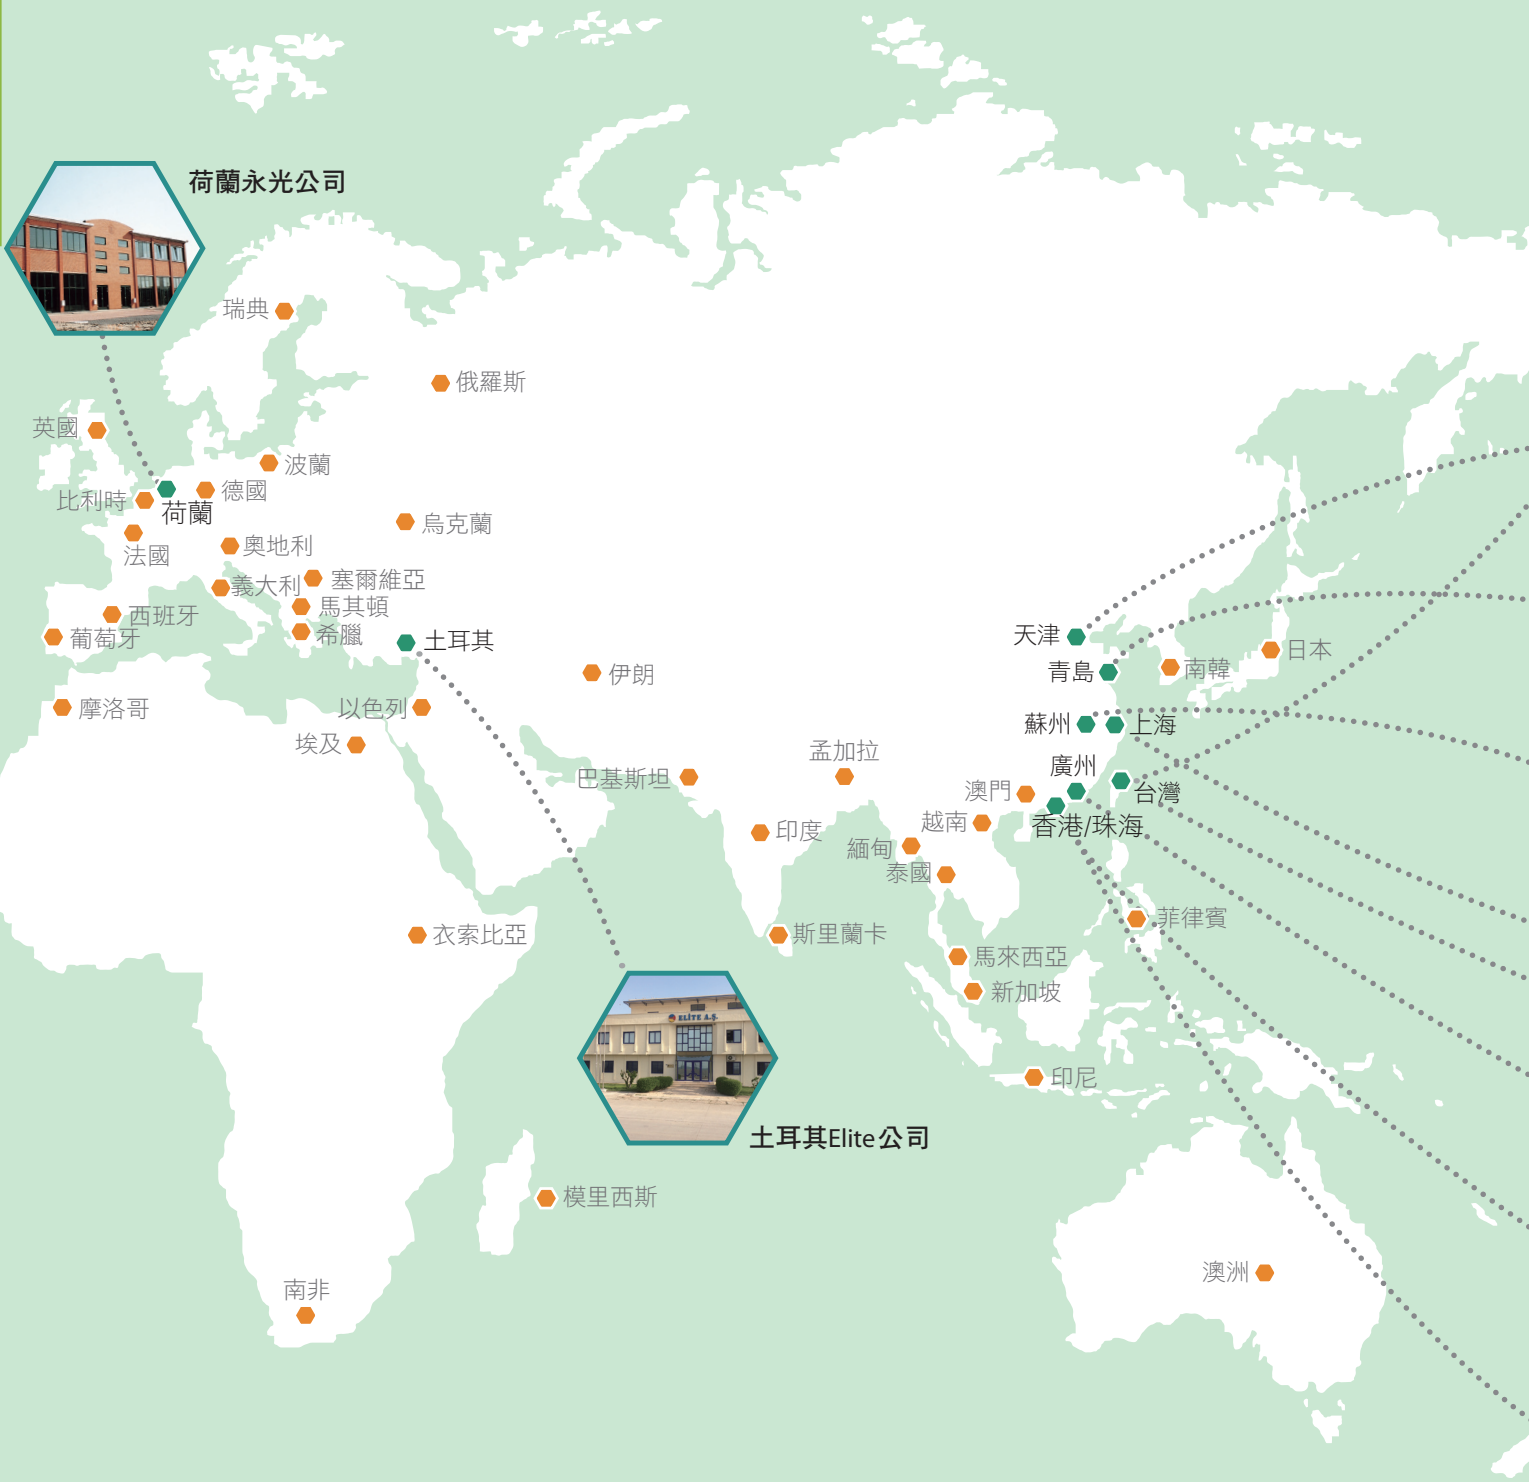 荷蘭永光公司
瑞典
俄羅斯
英國
波蘭
德國
比利時
荷蘭
烏克蘭
法國
奧地利
義大利
塞爾維亞
馬其頓
西班牙
希臘
葡萄牙
土耳其
天津
日本
青島
南韓
伊朗
摩洛哥
以色列
蘇州
上海
埃及
孟加拉
廣州
巴基斯坦
澳門
台灣
越南
香港/珠海
印度
緬甸
泰國
菲律賓
衣索比亞
斯里蘭卡
馬來西亞
新加坡
ELİTE A.Ş.
印尼
土耳其Elite公司
模里西斯
澳洲
南非